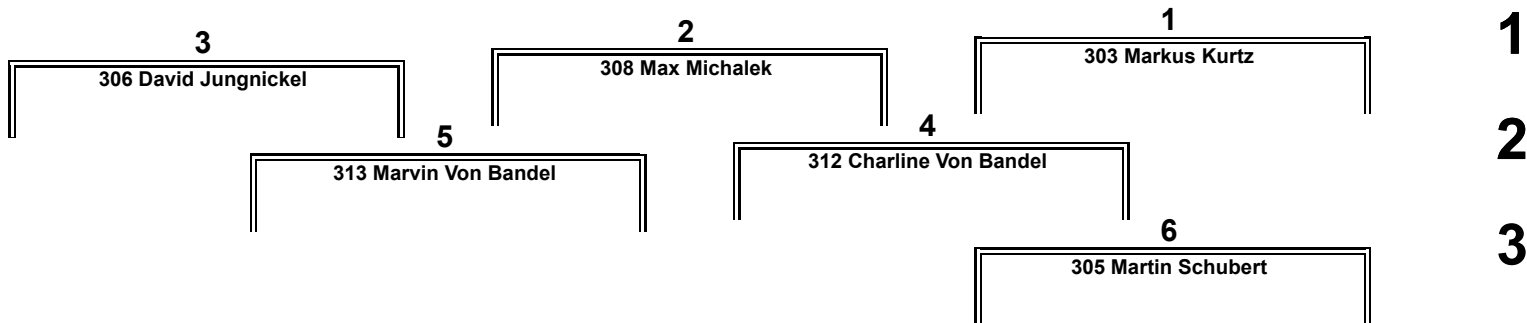 3 2 1 1
306 David Jungnickel 308 Max Michalek 303 Markus Kurtz
5 4 2
313 Marvin Von Bandel 312 Charline Von Bandel
6 3
305 Martin Schubert